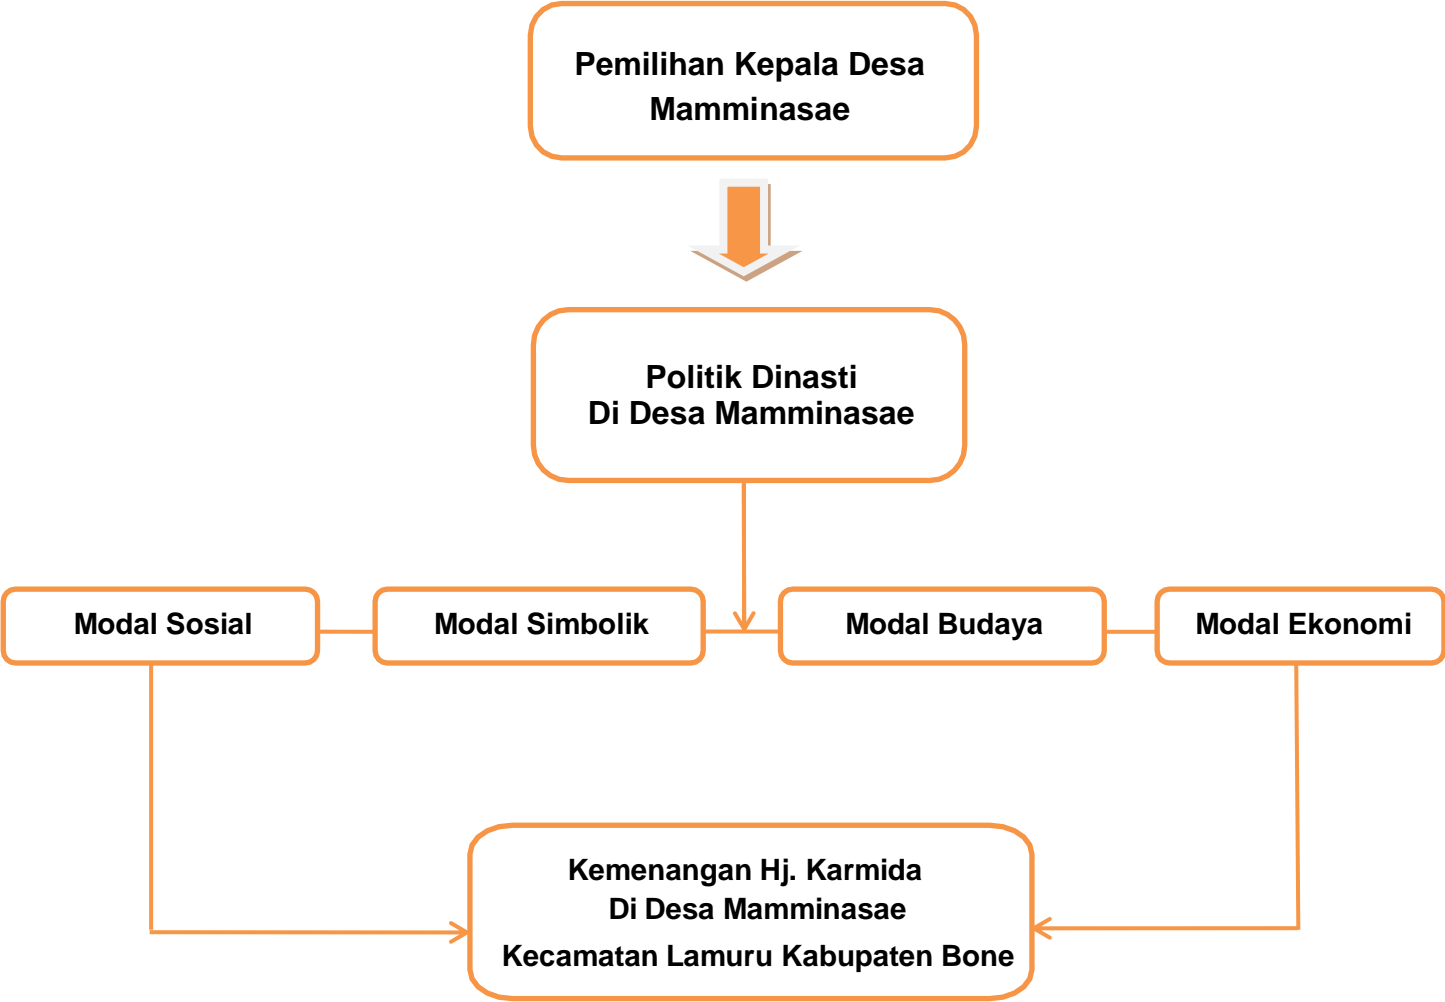 Pemilihan Kepala Desa
Mamminasae
Politik Dinasti
Di Desa Mamminasae
Modal Sosial
Modal Simbolik
Modal Budaya
Modal Ekonomi
Kemenangan Hj. Karmida
Di Desa Mamminasae
Kecamatan Lamuru Kabupaten Bone